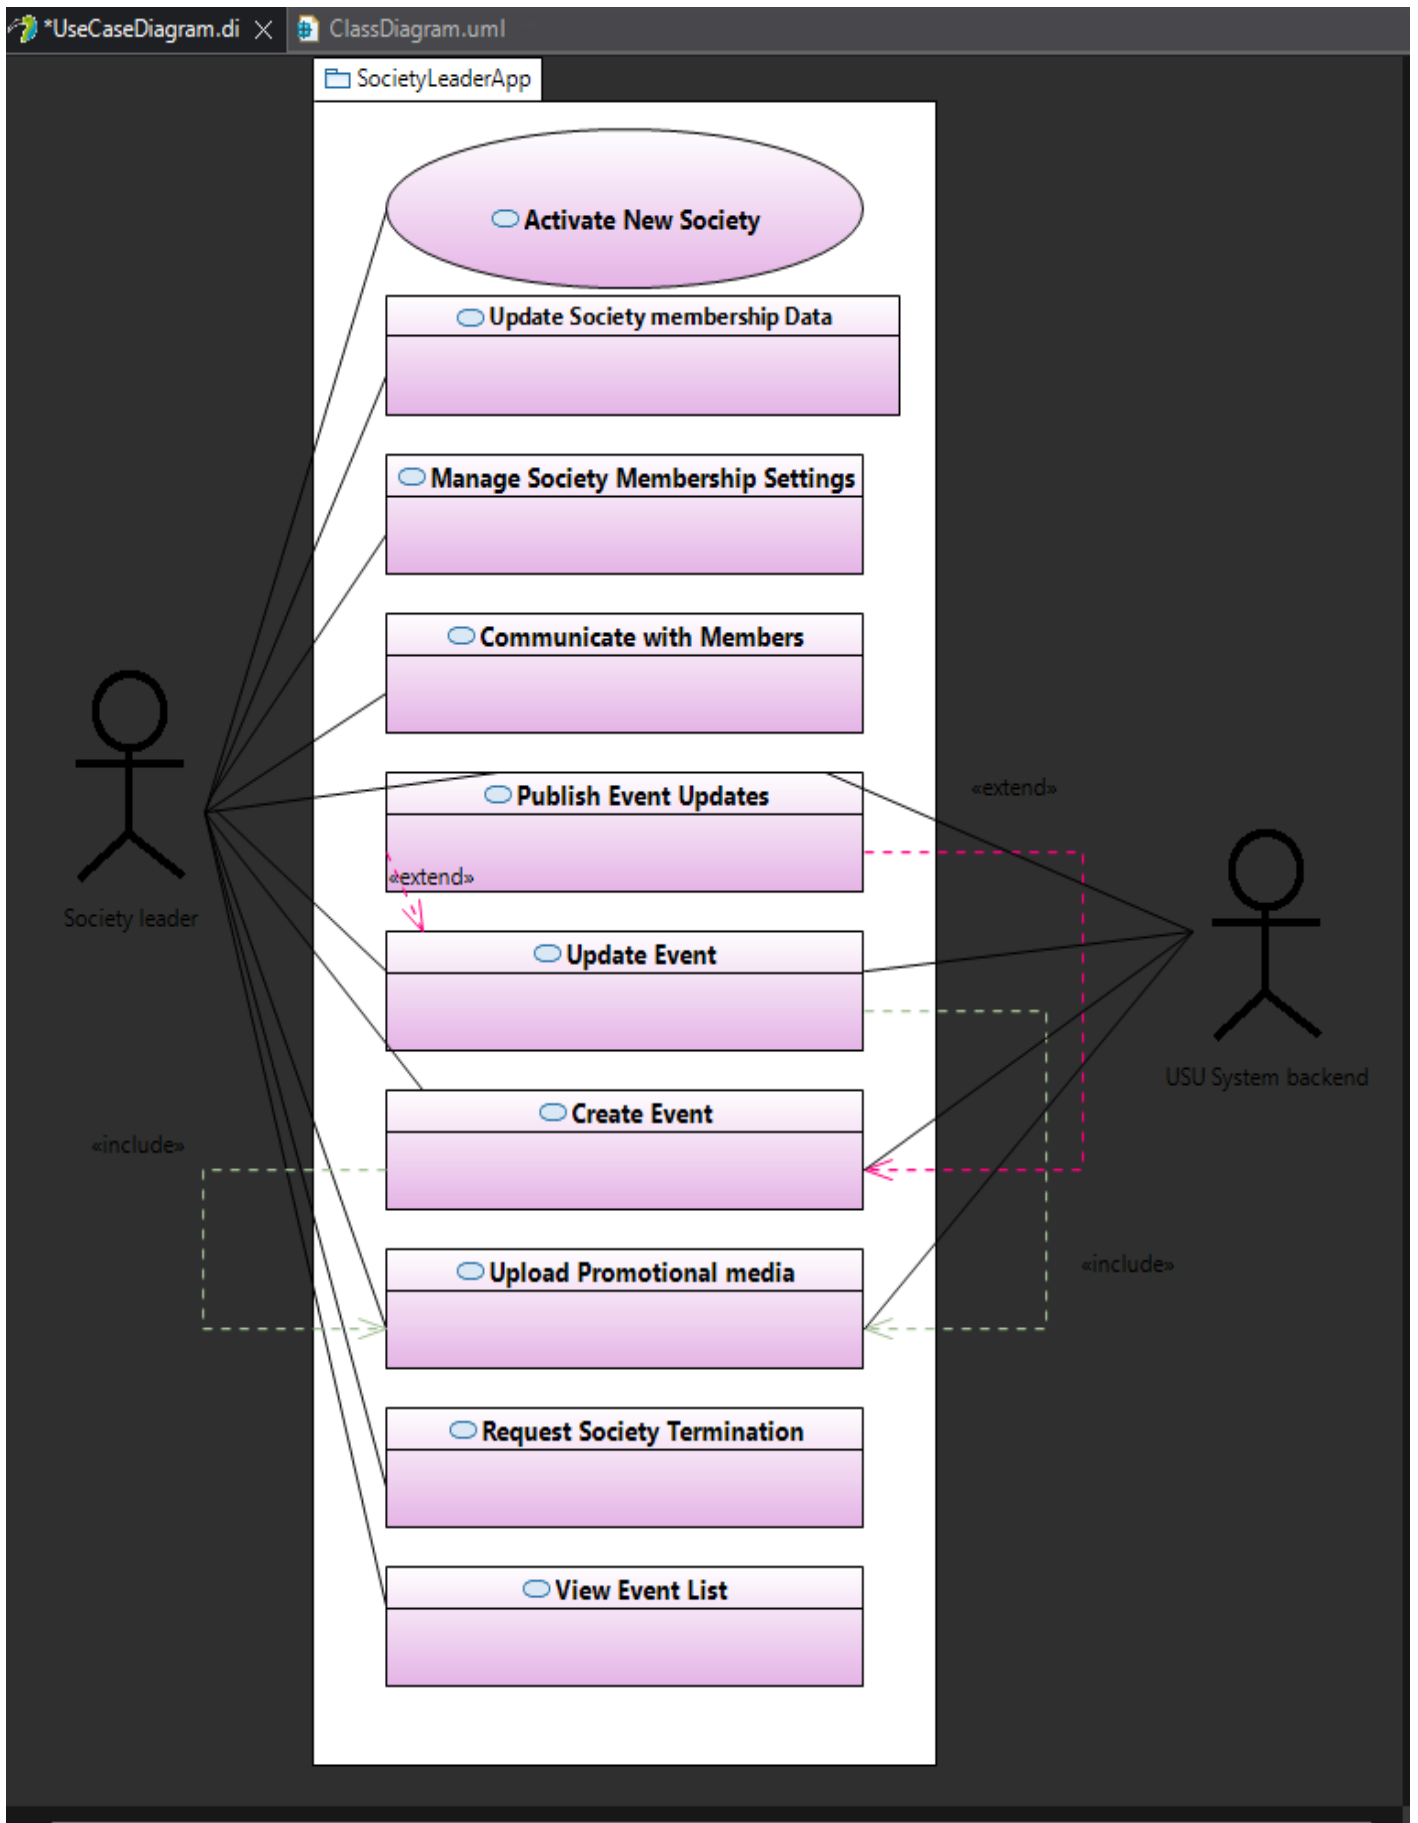 *UseCaseDiagram.di
ClassDiagram.uml
SocietyLeaderApp
Activate New Society
Update Society membership Data
Manage Society Membership Settings
Communicate with Members
«extend»
Publish Event Updates
«extend»
Society leader
Update Event
USU System backend
Create Event
«include»
«include»
Upload Promotional media
Request Society Termination
View Event List